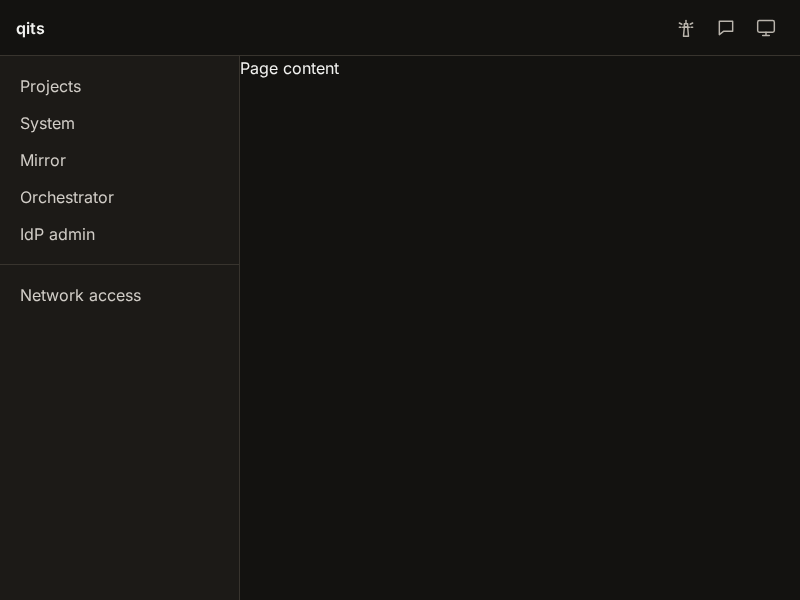 qits
Projects
System
Mirror
Orchestrator
IdP admin
Network access
Page content